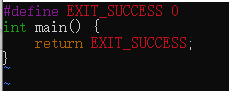 #define EXIT_SUCCESS 0
int main() {
    return EXIT_SUCCESS;
}
~
~